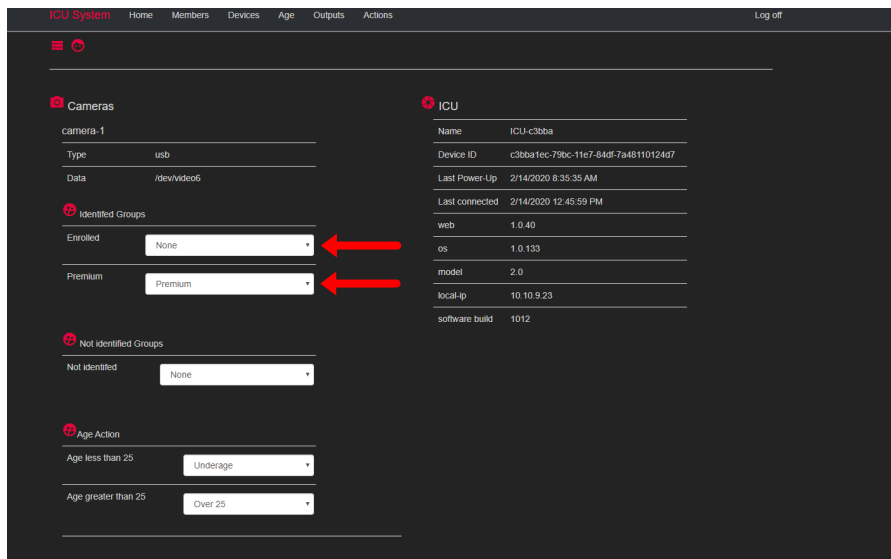 ICU System Home Members Devices Age Outputs Actions Log off
Cameras
camera-1
Type usb
Data /dev/video6
Identifed Groups
Enrolled None
Premium Premium
Not identified Groups
Not identifed None
Age Action
Age less than 25 Underage
Age greater than 25 Over 25
ICU
Name ICU-c3bba
Device ID c3bba1ec-79bc-11e7-84df-7a48110124d7
Last Power-Up 2/14/2020 8:35:35 AM
Last connected 2/14/2020 12:45:59 PM
web 1.0.40
os 1.0.133
model 2.0
local-ip 10.10.9.23
software build 1012